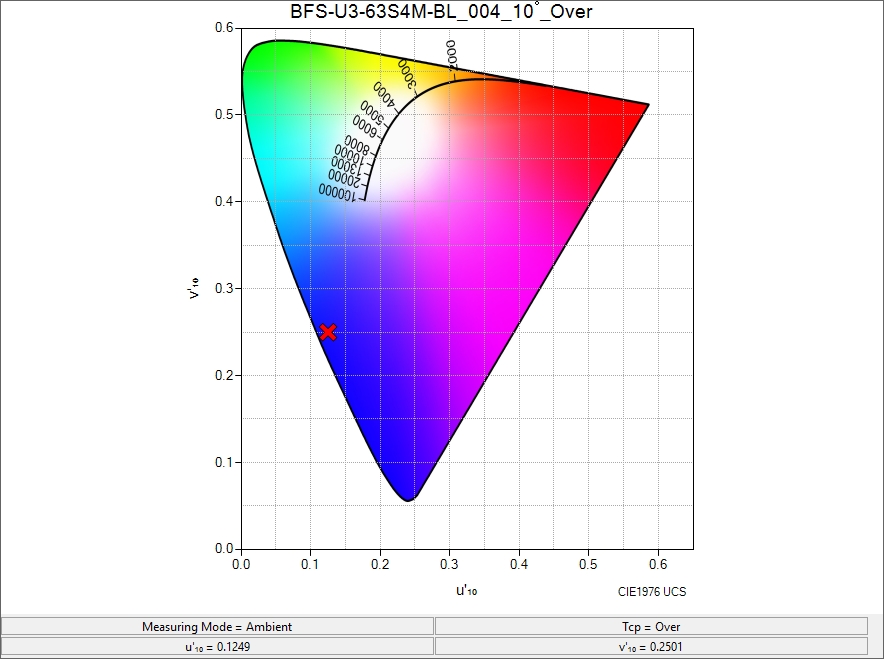 BFS-U3-63S4M-BL_004_10°_Over
0.6
0.5
0.4
0.3
0.2
0.1
0.0
v'₁₀
2000
3000
4000
5000
6000
8000
10000
13000
20000
100000
0.0 0.1 0.2 0.3 0.4 0.5 0.6
u'₁₀
CIE1976 UCS
Measuring Mode = Ambient Tcp = Over
u'₁₀ = 0.1249 v'₁₀ = 0.2501